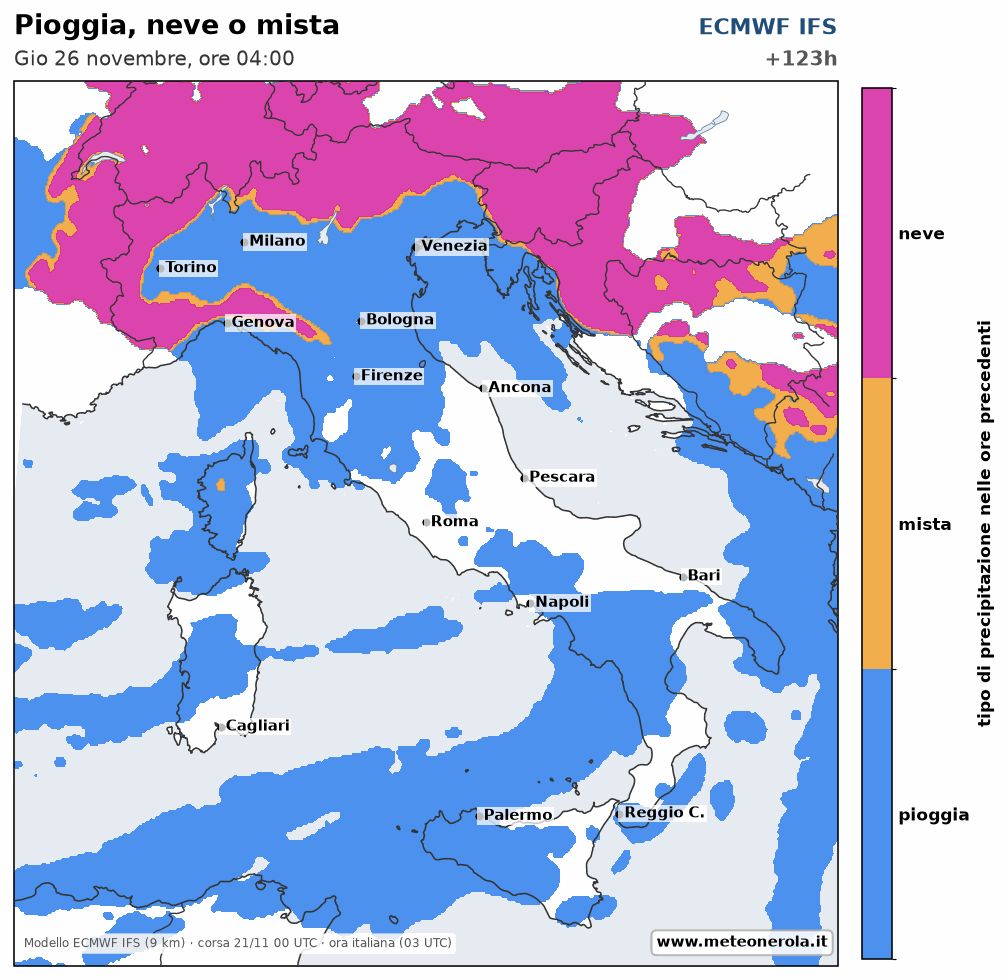 Pioggia, neve o mista
ECMWF IFS
Gio 26 novembre, ore 04:00
+123h
Milano
Venezia
Torino
Genova
Bologna
Firenze
Ancona
Pescara
Roma
Bari
Napoli
Cagliari
Palermo
Reggio C.
neve
mista
pioggia
tipo di precipitazione nelle ore precedenti
Modello ECMWF IFS (9 km) · corsa 21/11 00 UTC · ora italiana (03 UTC)
www.meteonerola.it